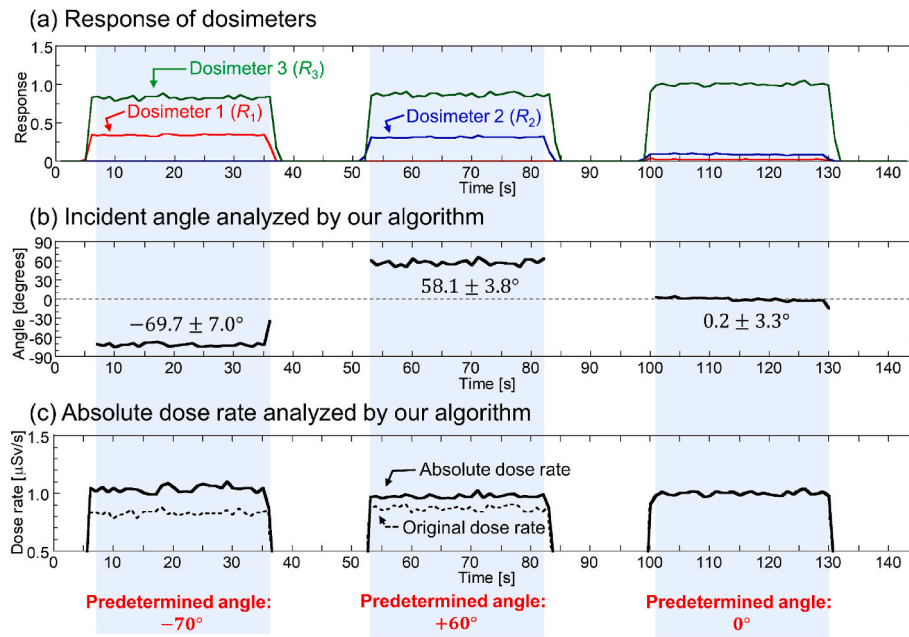 (a) Response of dosimeters
1.5
1.0
0.5
0
Response
Dosimeter 3 (R3)
Dosimeter 1 (R1)
Dosimeter 2 (R2)
10 20 30 40 50 60 70 80 90 100 110 120 130 140
Time [s] Time [s] Time [s]
(b) Incident angle analyzed by our algorithm
90
60
30
0
-30
-60
-90
Angle [degrees]
−69.7 ± 7.0°
58.1 ± 3.8°
0.2 ± 3.3°
10 20 30 40 50 60 70 80 90 100 110 120 130 140
Time [s] Time [s] Time [s]
(c) Absolute dose rate analyzed by our algorithm
1.5
1.0
0.5
Dose rate [μSv/s]
Absolute dose rate
Original dose rate
10 20 30 40 50 60 70 80 90 100 110 120 130 140
Time [s] Time [s] Time [s]
Predetermined angle: Predetermined angle: Predetermined angle:
−70° +60° 0°